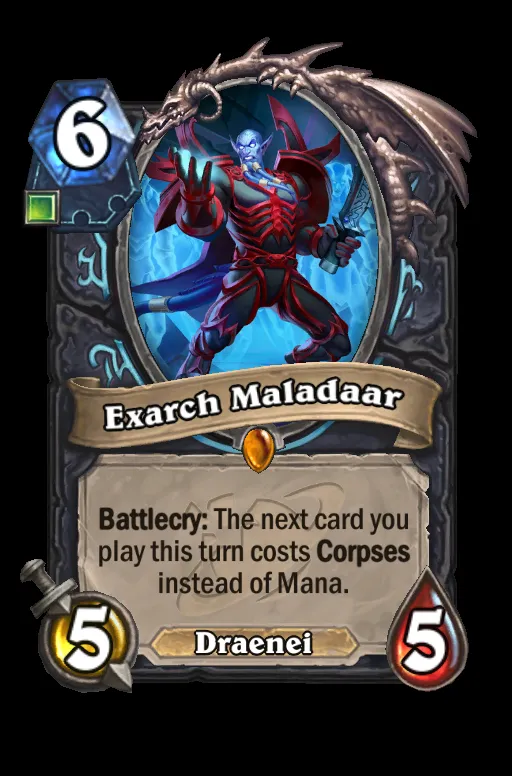 6
Exarch Maladaar
Battlecry: The next card you
play this turn costs Corpses
instead of Mana.
5
Draenei
5